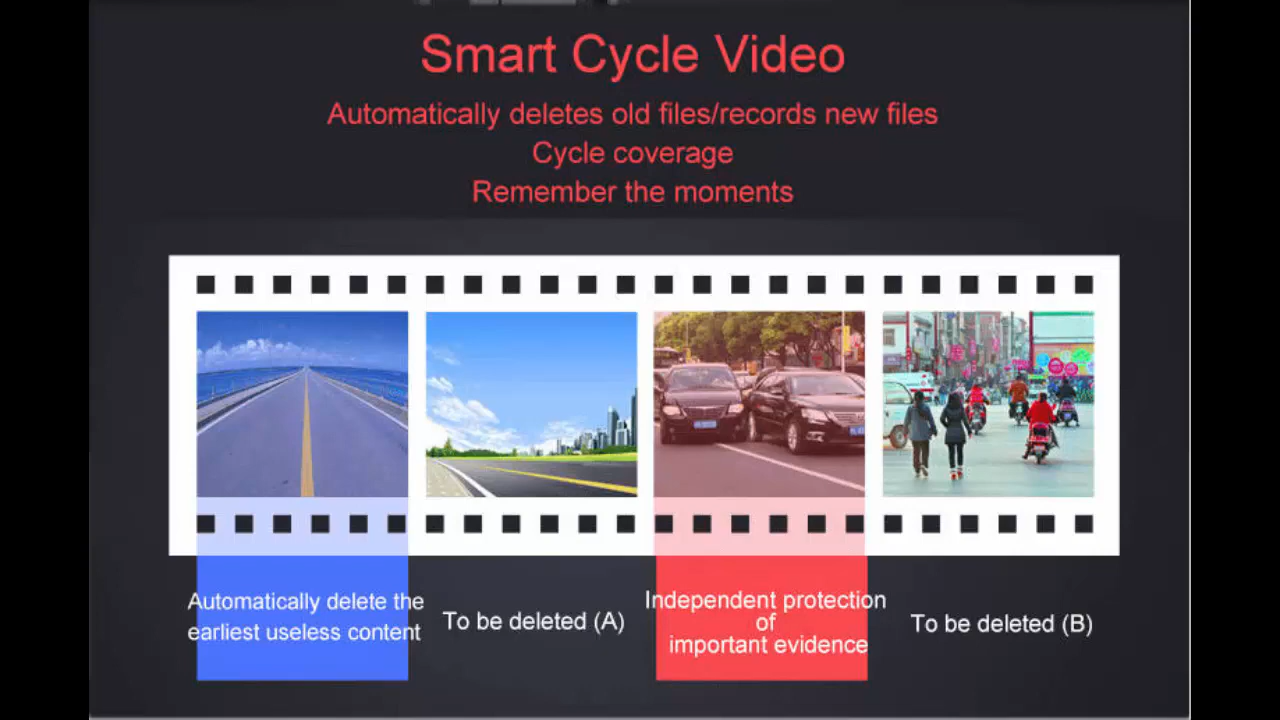 Smart Cycle Video
Automatically deletes old files/records new files
Cycle coverage
Remember the moments
Automatically delete the
earliest useless content
To be deleted (A)
Independent protection
of
important evidence
To be deleted (B)